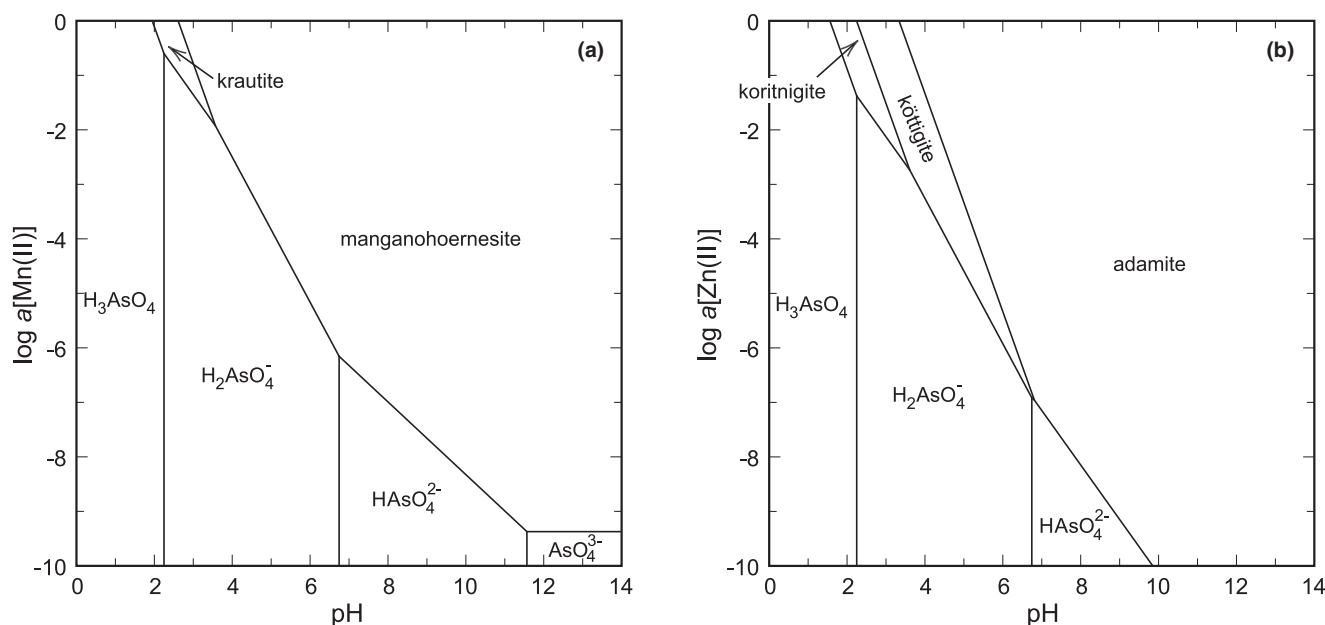 (a)
krautite
manganohoernesite
H₃AsO₄
H₂AsO₄⁻
HAsO₄²⁻
AsO₄³⁻
log a[Mn(II)]
0
-2
-4
-6
-8
-10
0 2 4 6 8 10 12 14
pH
(b)
koritnigite
köttigite
adamite
H₃AsO₄
H₂AsO₄⁻
HAsO₄²⁻
log a[Zn(II)]
0
-2
-4
-6
-8
-10
0 2 4 6 8 10 12 14
pH